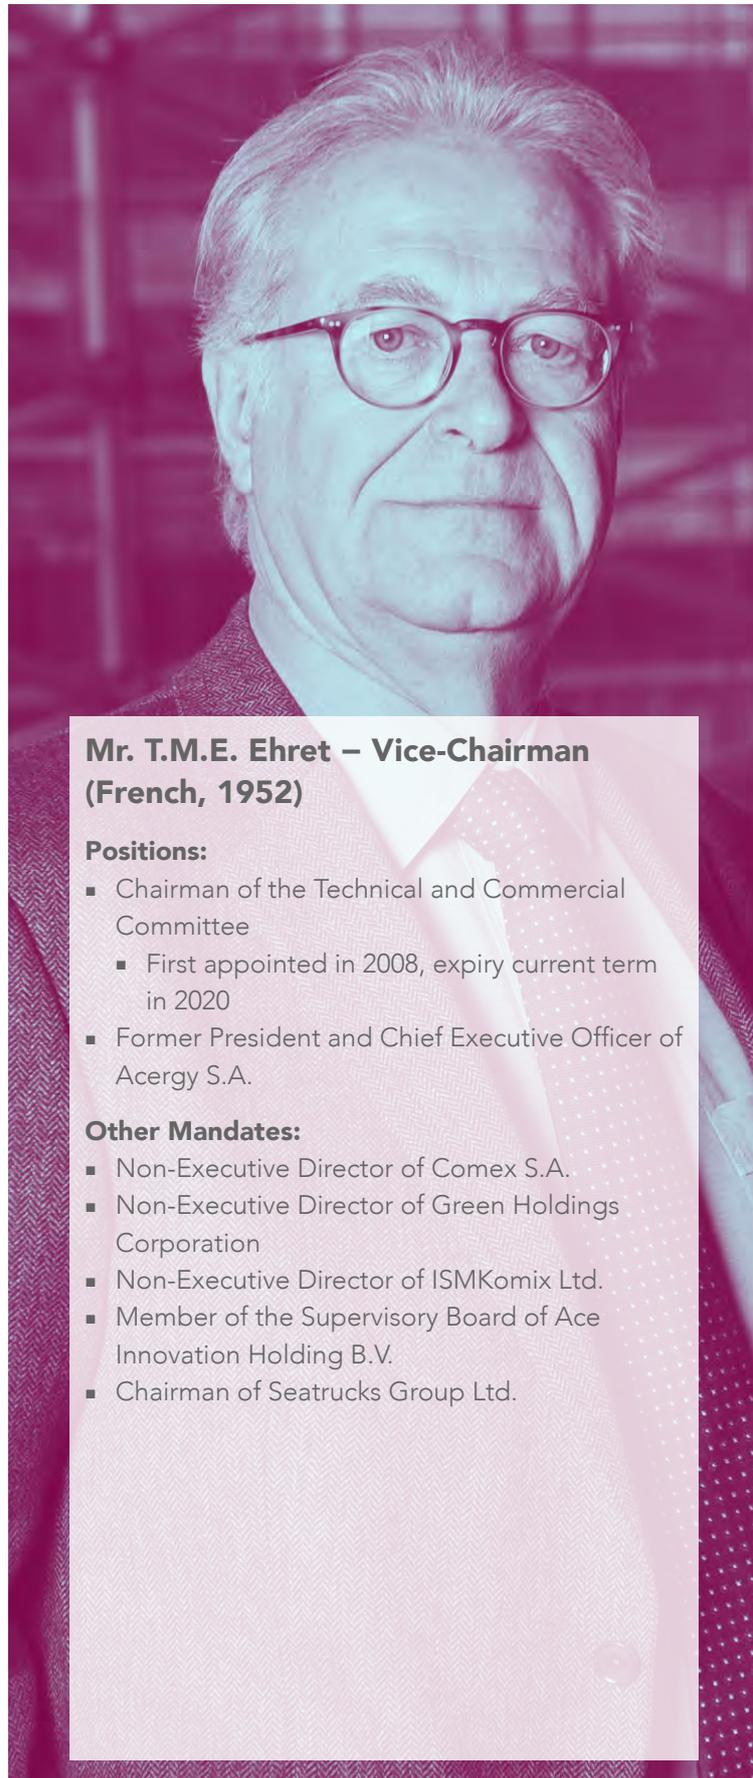 Mr. T.M.E. Ehret – Vice-Chairman
(French, 1952)
Positions:
▪ Chairman of the Technical and Commercial
Committee
▪ First appointed in 2008, expiry current term
in 2020
▪ Former President and Chief Executive Officer of
Acergy S.A.
Other Mandates:
▪ Non-Executive Director of Comex S.A.
▪ Non-Executive Director of Green Holdings
Corporation
▪ Non-Executive Director of ISMKomix Ltd.
▪ Member of the Supervisory Board of Ace
Innovation Holding B.V.
▪ Chairman of Seatrucks Group Ltd.